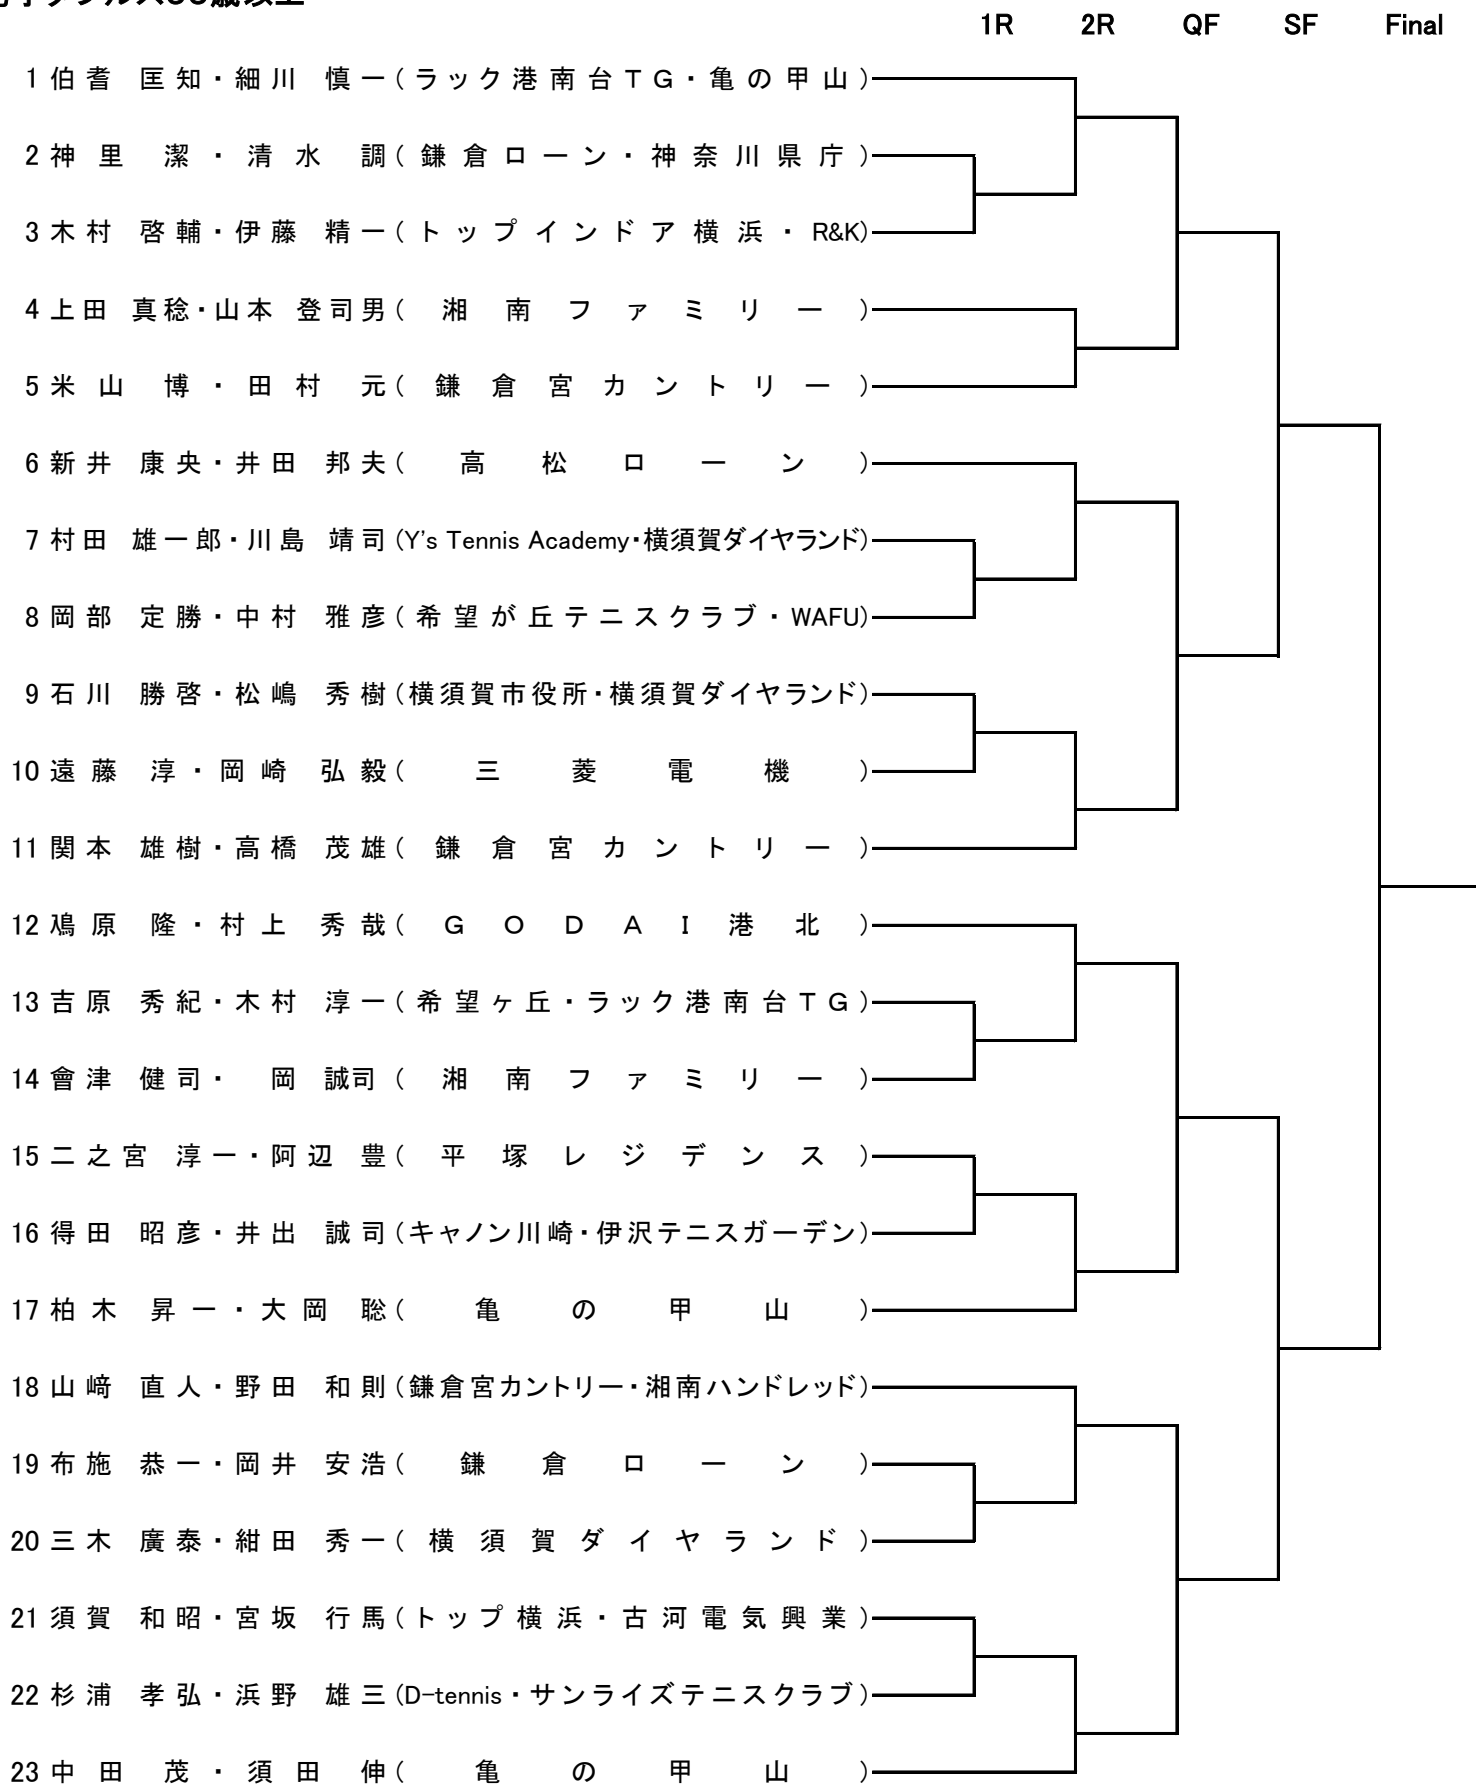 1R 2R QF SF Final
1 伯耆 匡知・細川 慎一(ラック港南台TG・亀の甲山)
2 神里 潔・清水 調(鎌倉ローン・神奈川県庁)
3 木村 啓輔・伊藤 精一(トップインドア横浜・R&K)
4 上田 真稔・山本 登司男(湘南ファミリー)
5 米山 博・田村 元(鎌倉宮カントリー)
6 新井 康央・井田 邦夫(高松ローン)
7 村田 雄一郎・川島 靖司(Y's Tennis Academy・横須賀ダイヤランド)
8 岡部 定勝・中村 雅彦(希望が丘テニスクラブ・WAFU)
9 石川 勝啓・松嶋 秀樹(横須賀市役所・横須賀ダイヤランド)
10 遠藤 淳・岡崎 弘毅(三菱電機)
11 関本 雄樹・高橋 茂雄(鎌倉宮カントリー)
12 鳰原 隆・村上 秀哉(GODAI港北)
13 吉原 秀紀・木村 淳一(希望ヶ丘・ラック港南台TG)
14 會津 健司・ 岡 誠司(湘南ファミリー)
15 二之宮 淳一・阿辺 豊(平塚レジデンス)
16 得田 昭彦・井出 誠司(キャノン川崎・伊沢テニスガーデン)
17 柏木 昇一・大岡 聡(亀の甲山)
18 山﨑 直人・野田 和則(鎌倉宮カントリー・湘南ハンドレッド)
19 布施 恭一・岡井 安浩(鎌倉ローン)
20 三木 廣泰・紺田 秀一(横須賀ダイヤランド)
21 須賀 和昭・宮坂 行馬(トップ横浜・古河電気興業)
22 杉浦 孝弘・浜野 雄三(D-tennis・サンライズテニスクラブ)
23 中田 茂・須田 伸(亀の甲山)